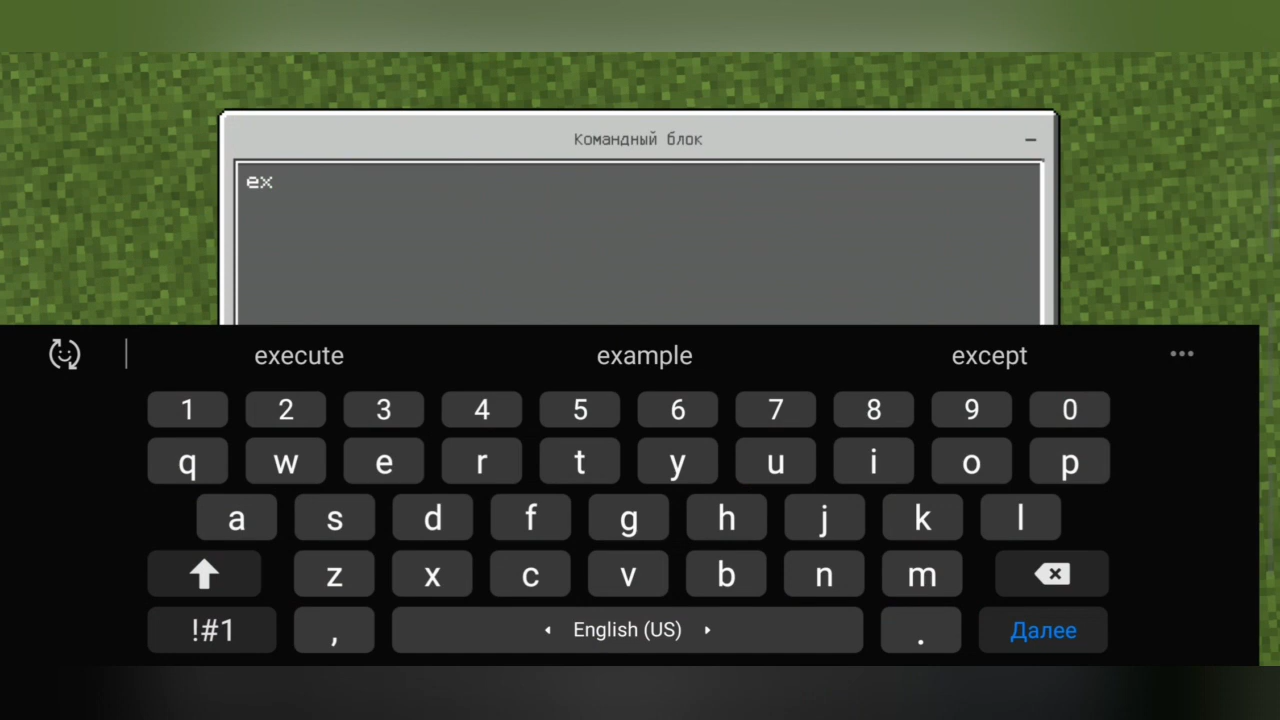 Командный блок
ex
execute example except
1 2 3 4 5 6 7 8 9 0
q w e r t y u i o p
a s d f g h j k l
z x c v b n m
!#1 , English (US) . Далее